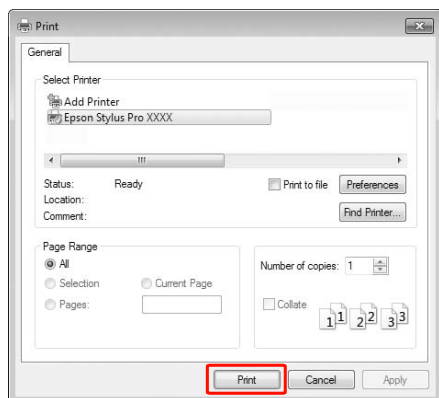 Print
General
Select Printer
Add Printer
Epson Stylus Pro XXXX
Status: Ready
Print to file
Preferences
Location:
Comment:
Find Printer...
Page Range
All
Selection
Current Page
Pages:
Number of copies: 1
Collate
1 1 2 2 3 3
Print
Cancel
Apply